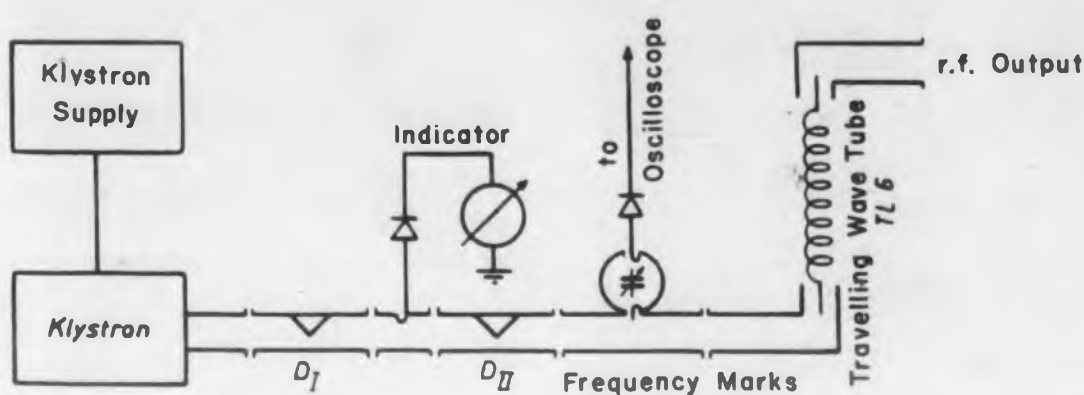 Klystron
Supply
Indicator
to
Oscilloscope
r.f. Output
Travelling Wave Tube
TL 6
Klystron
D_I
D_II
Frequency Marks